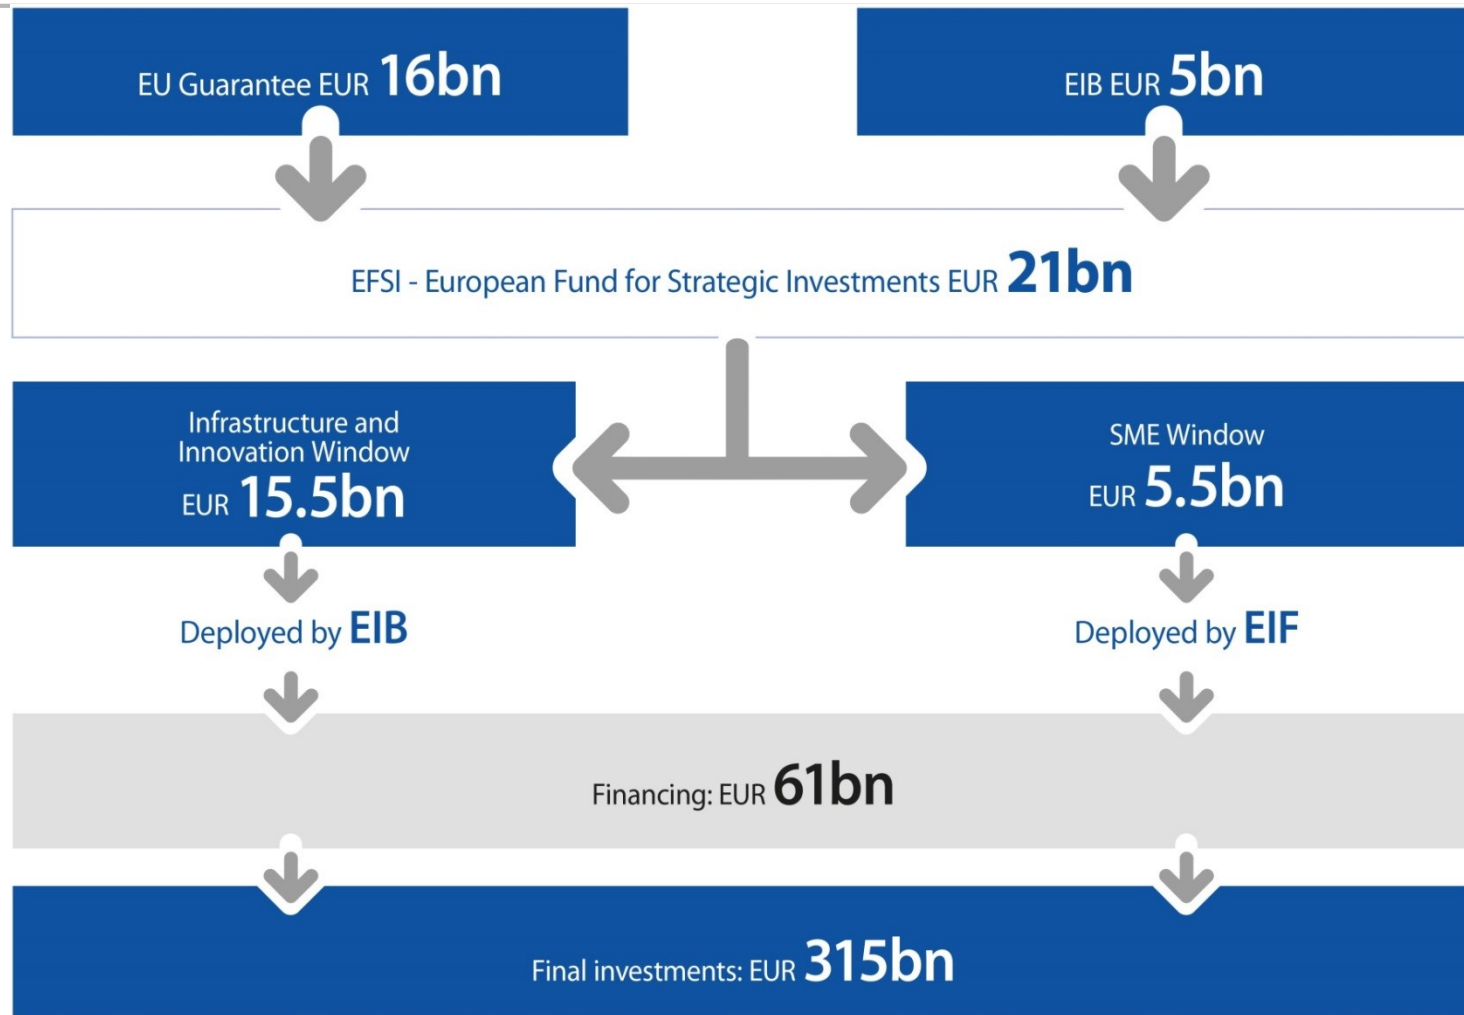 EU Guarantee EUR 16bn
EIB EUR 5bn
EFSI - European Fund for Strategic Investments EUR 21bn
Infrastructure and
Innovation Window
EUR 15.5bn
SME Window
EUR 5.5bn
Deployed by EIB
Deployed by EIF
Financing: EUR 61bn
Final investments: EUR 315bn